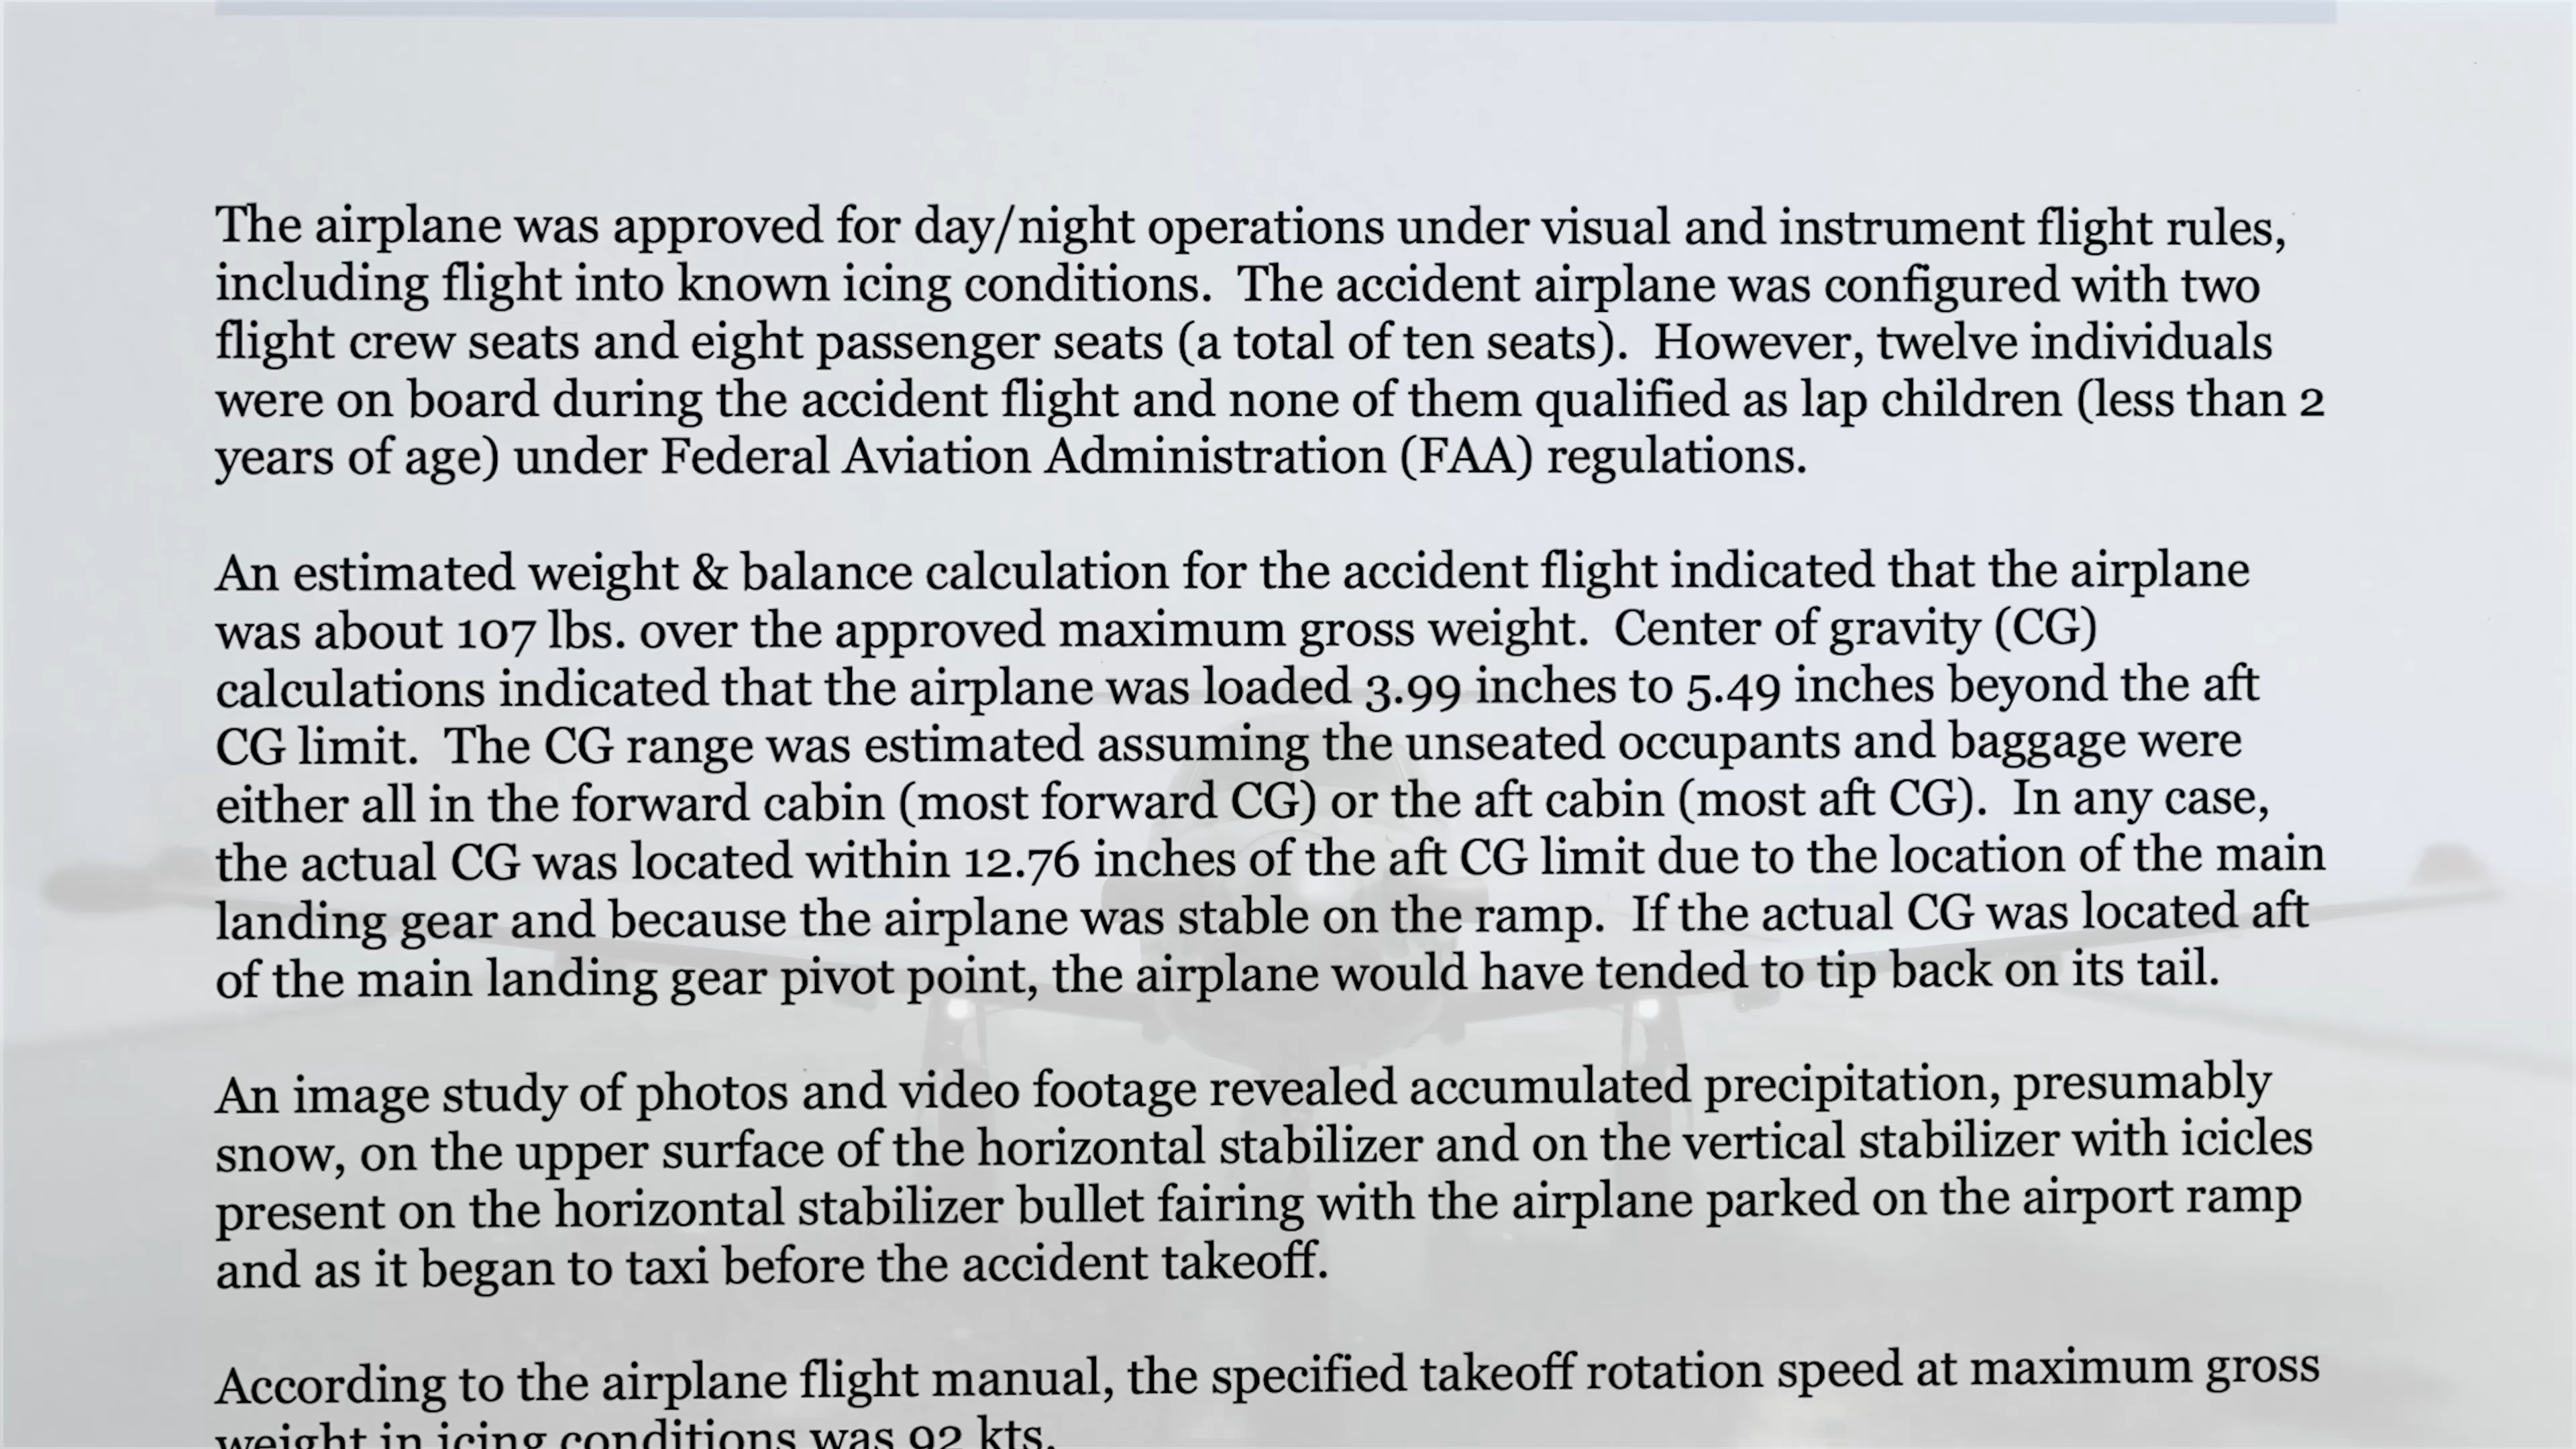 The airplane was approved for day/night operations under visual and instrument flight rules,
including flight into known icing conditions.  The accident airplane was configured with two
flight crew seats and eight passenger seats (a total of ten seats).  However, twelve individuals
were on board during the accident flight and none of them qualified as lap children (less than 2
years of age) under Federal Aviation Administration (FAA) regulations.

An estimated weight & balance calculation for the accident flight indicated that the airplane
was about 107 lbs. over the approved maximum gross weight.  Center of gravity (CG)
calculations indicated that the airplane was loaded 3.99 inches to 5.49 inches beyond the aft
CG limit.  The CG range was estimated assuming the unseated occupants and baggage were
either all in the forward cabin (most forward CG) or the aft cabin (most aft CG).  In any case,
the actual CG was located within 12.76 inches of the aft CG limit due to the location of the main
landing gear and because the airplane was stable on the ramp.  If the actual CG was located aft
of the main landing gear pivot point, the airplane would have tended to tip back on its tail.

An image study of photos and video footage revealed accumulated precipitation, presumably
snow, on the upper surface of the horizontal stabilizer and on the vertical stabilizer with icicles
present on the horizontal stabilizer bullet fairing with the airplane parked on the airport ramp
and as it began to taxi before the accident takeoff.

According to the airplane flight manual, the specified takeoff rotation speed at maximum gross
weight in icing conditions was 92 kts.